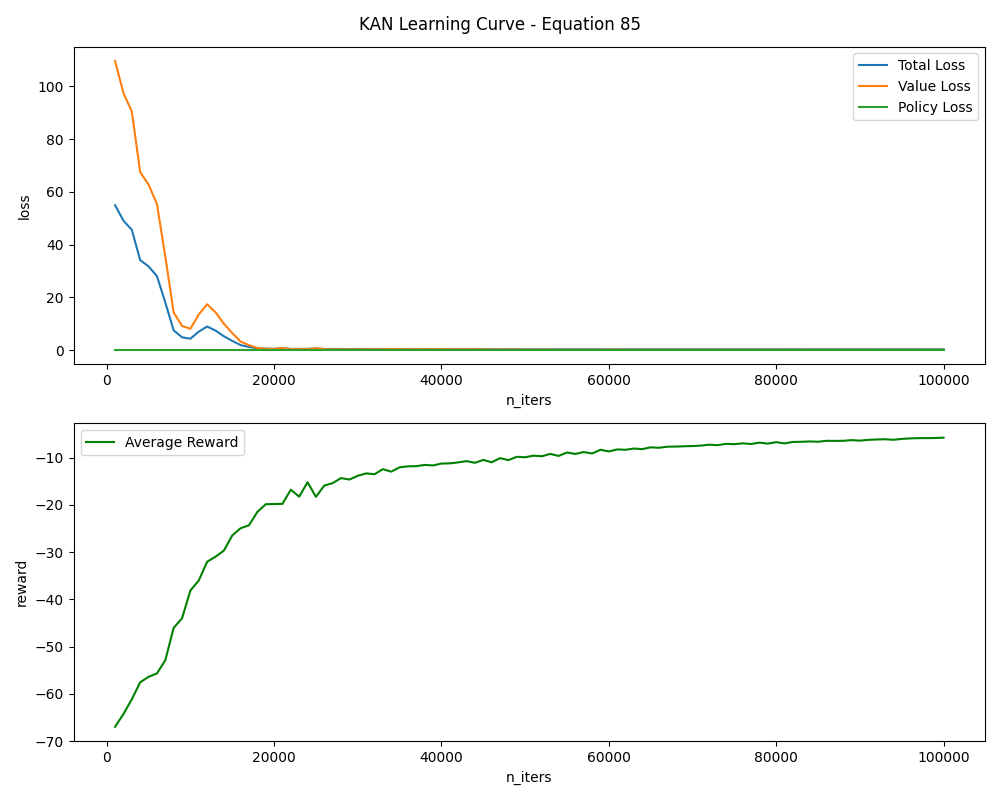 KAN Learning Curve - Equation 85
Total Loss
Value Loss
Policy Loss
100
80
60
40
20
0
loss
0 20000 40000 60000 80000 100000
n_iters
Average Reward
−10
−20
−30
−40
−50
−60
−70
reward
0 20000 40000 60000 80000 100000
n_iters